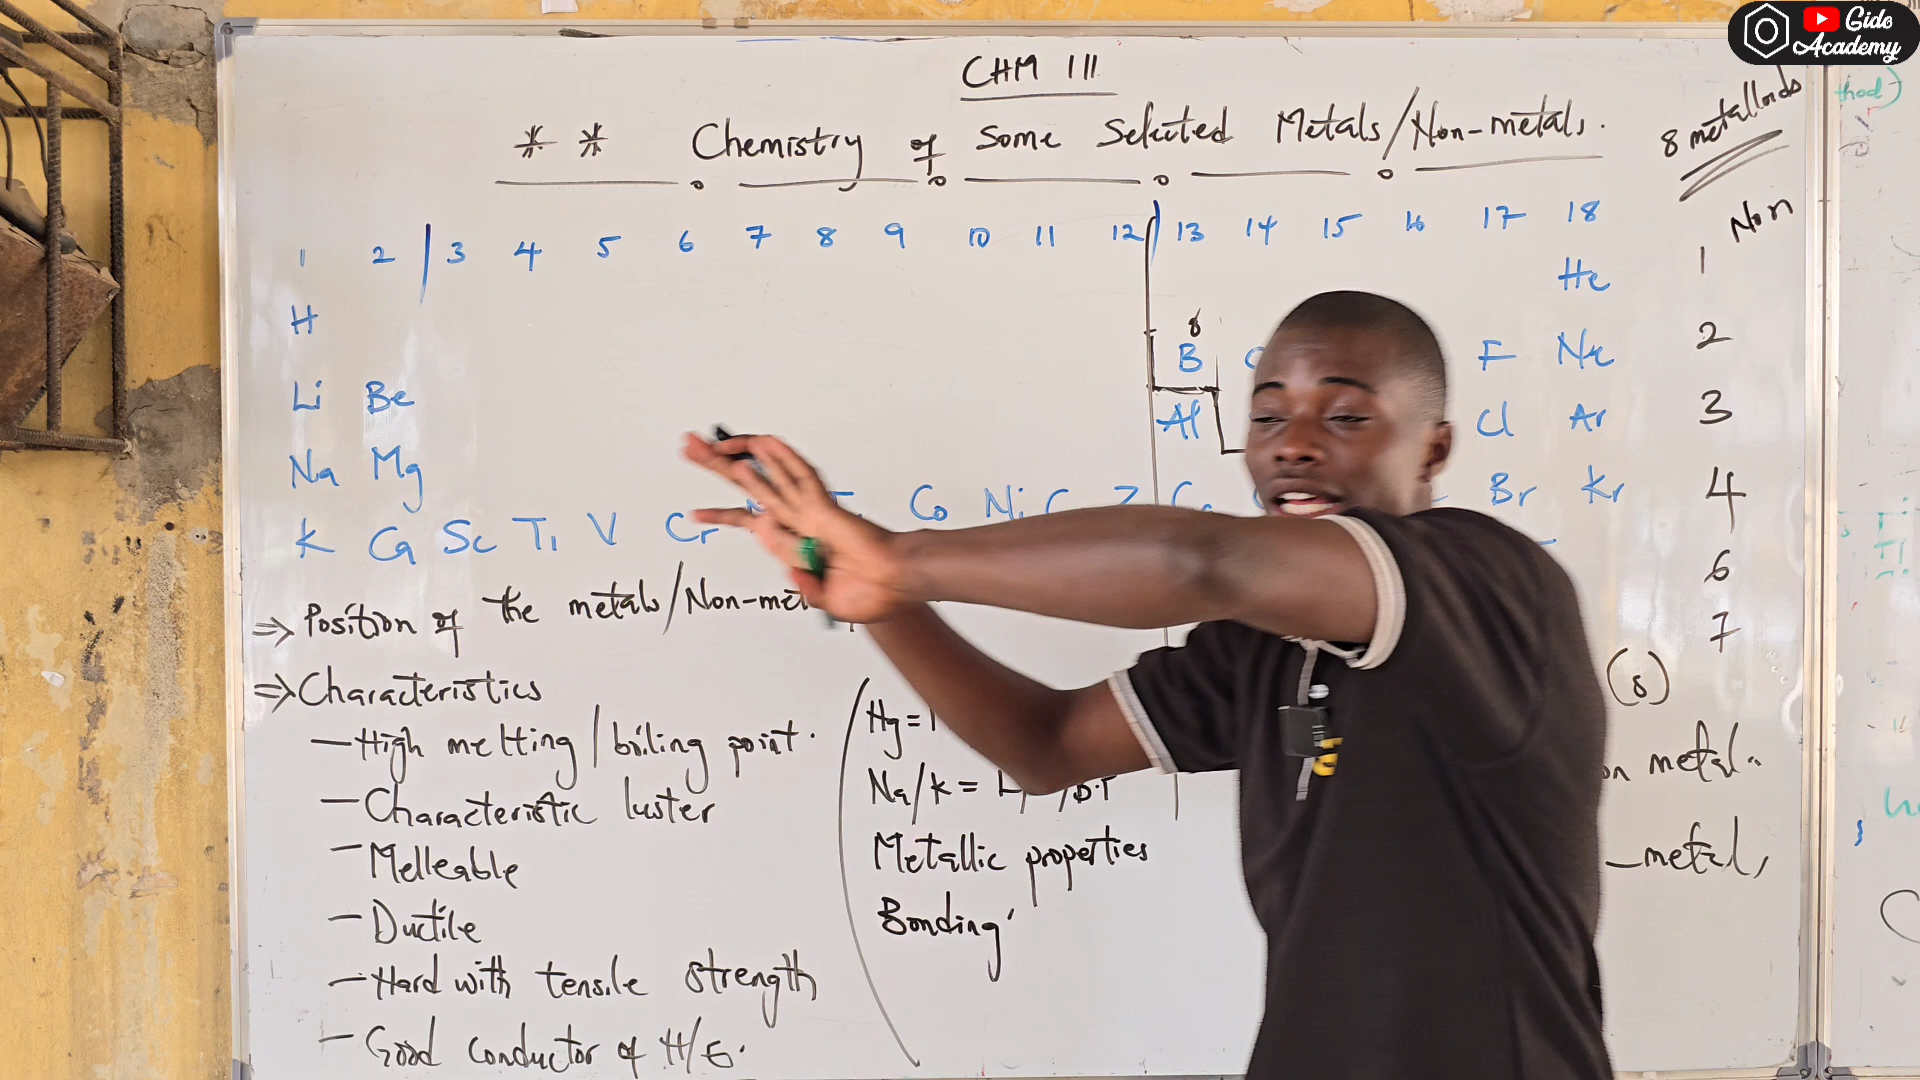 Gido
Academy
CHM 111
** Chemistry of Some Selected Metals/Non-metals.
8 metalloids
Non
1 2 3 4 5 6 7 8 9 10 11 12 13 14 15 16 17 18
He
1
H
B F Ne
2
Li Be
Al Cl Ar
3
Na Mg
Co Ni Br Kr
4
K Ca Sc Ti V Cr
6
7
⇒ Position of the metals/Non-met
(8)
⇒ Characteristics
- High melting/boiling point.
Hg =
metal.
- Characteristic luster
Na/K =
- Melleable
Metallic properties
metal,
- Ductile
Bonding
- Hard with tensile strength
- Good conductor of H/E.
thod)